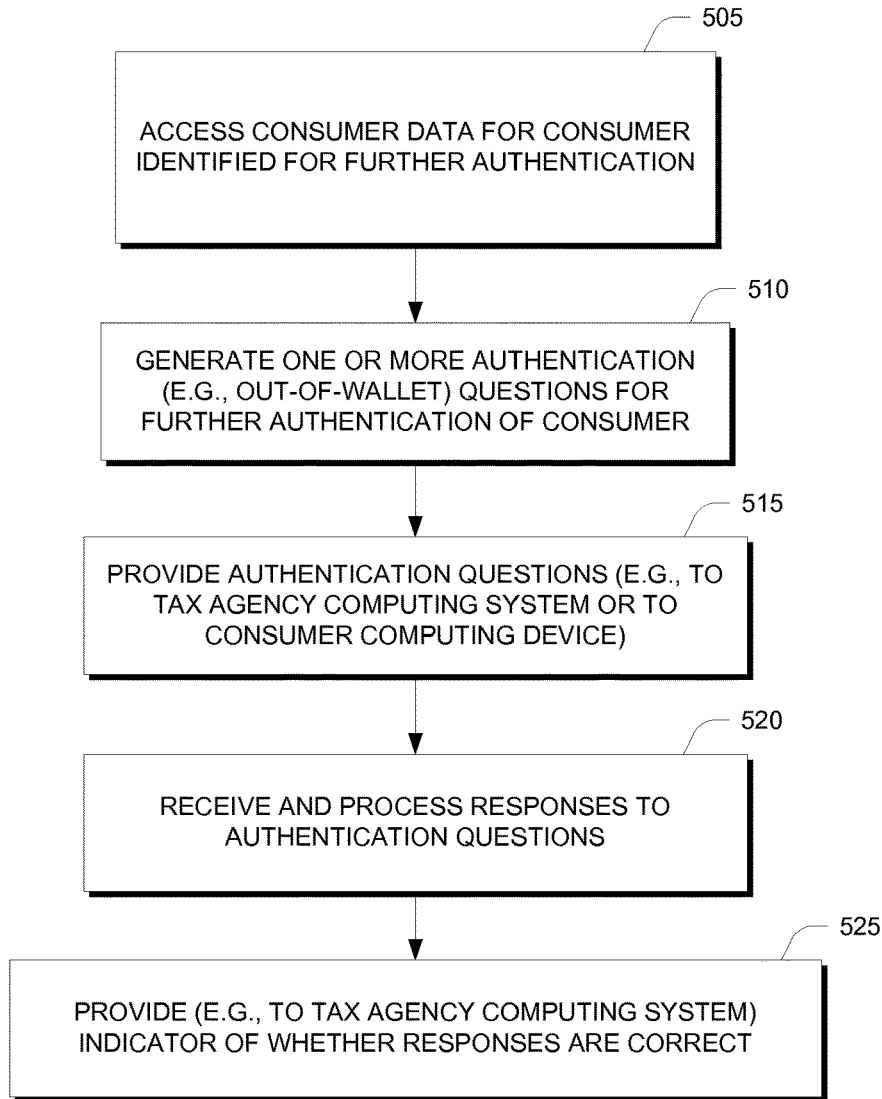 505
ACCESS CONSUMER DATA FOR CONSUMER
IDENTIFIED FOR FURTHER AUTHENTICATION
510
GENERATE ONE OR MORE AUTHENTICATION
(E.G., OUT-OF-WALLET) QUESTIONS FOR
FURTHER AUTHENTICATION OF CONSUMER
515
PROVIDE AUTHENTICATION QUESTIONS (E.G., TO
TAX AGENCY COMPUTING SYSTEM OR TO
CONSUMER COMPUTING DEVICE)
520
RECEIVE AND PROCESS RESPONSES TO
AUTHENTICATION QUESTIONS
525
PROVIDE (E.G., TO TAX AGENCY COMPUTING SYSTEM)
INDICATOR OF WHETHER RESPONSES ARE CORRECT